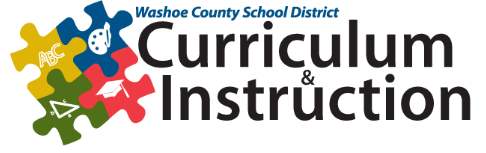 Washoe County School District
Curriculum
&
Instruction
ABC